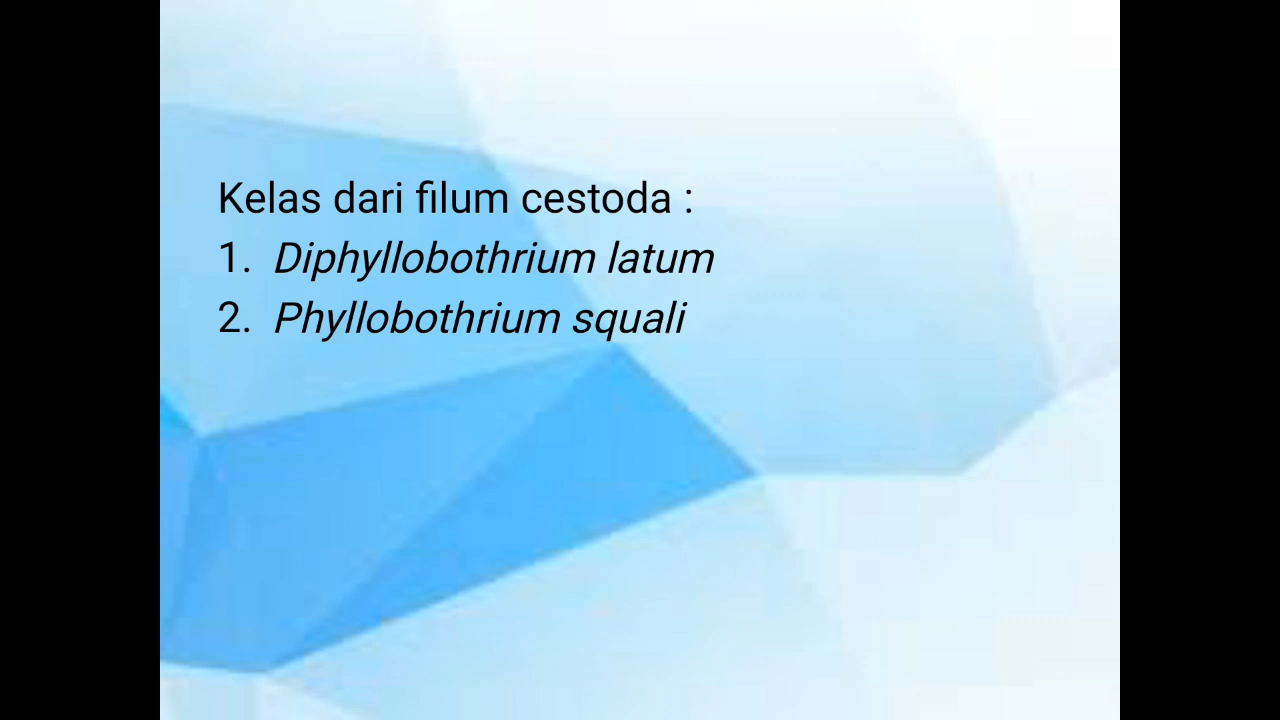 Kelas dari filum cestoda :
1. Diphyllobothrium latum
2. Phyllobothrium squali